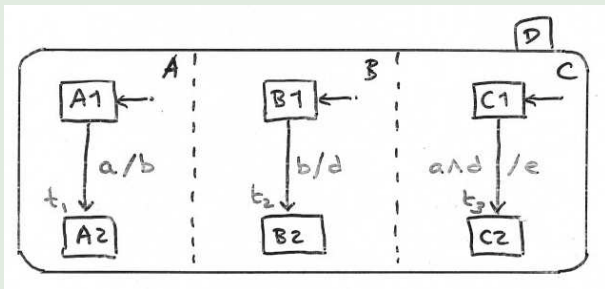 D
A B C
A1 B1 C1
a/b b/d a∧d /e
t₁ t₂ t₃
A2 B2 C2